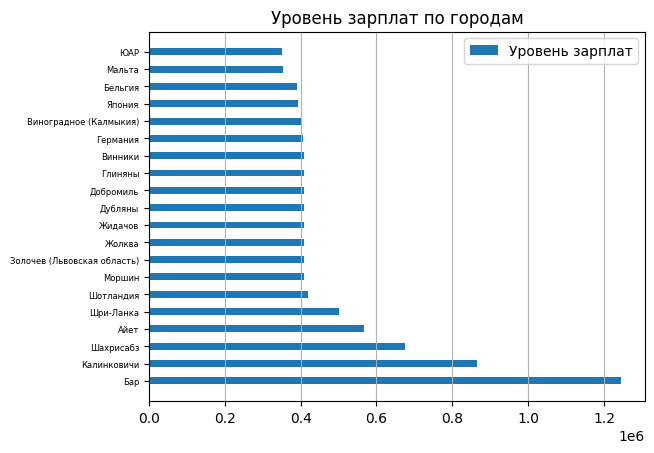 Уровень зарплат по городам
Уровень зарплат
ЮАР
Мальта
Бельгия
Япония
Виноградное (Калмыкия)
Германия
Винники
Глиняны
Добромиль
Дубляны
Жидачов
Жолква
Золочев (Львовская область)
Моршин
Шотландия
Шри-Ланка
Айет
Шахрисабз
Калинковичи
Бар
0.0 0.2 0.4 0.6 0.8 1.0 1.2
1e6